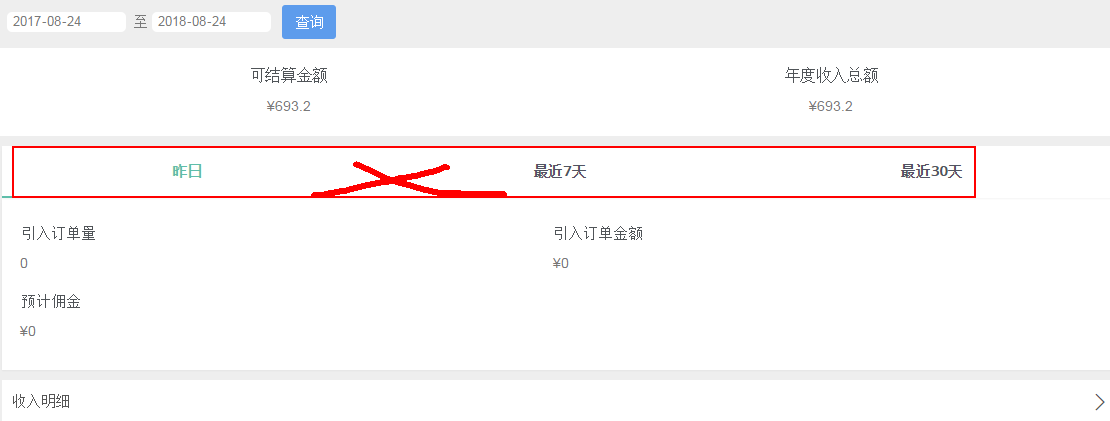 2017-08-24 至 2018-08-24 查询
可结算金额 年度收入总额
¥693.2 ¥693.2
昨日 最近7天 最近30天
引入订单量 引入订单金额
0 ¥0
预计佣金
¥0
收入明细